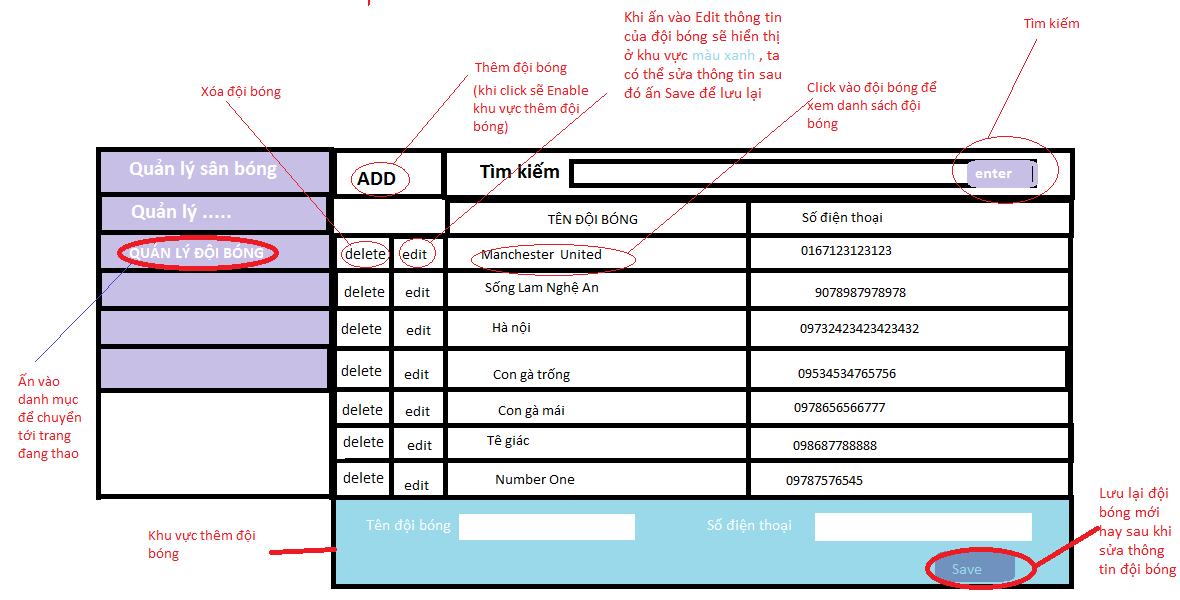 Khi ấn vào Edit thông tin
của đội bóng sẽ hiển thị
ở khu vực màu xanh , ta
có thể sửa thông tin sau
đó ấn Save để lưu lại
Tìm kiếm
Thêm đội bóng
(khi click sẽ Enable
khu vực thêm đội
bóng)
Xóa đội bóng
Click vào đội bóng để
xem danh sách đội
bóng
Quản lý sân bóng
ADD
Tìm kiếm
enter
Quản lý .....
TÊN ĐỘI BÓNG
Số điện thoại
QUẢN LÝ ĐỘI BÓNG
delete
edit
Manchester United
0167123123123
delete
edit
Sống Lam Nghệ An
9078987978978
delete
edit
Hà nội
09732423423423432
delete
edit
Con gà trống
09534534765756
delete
edit
Con gà mái
0978656566777
delete
edit
Tê giác
098687788888
delete
edit
Number One
09787576545
Ấn vào
danh mục
để chuyển
tới trang
đang thao
Khu vực thêm đội
bóng
Tên đội bóng
Số điện thoại
Save
Lưu lại đội
bóng mới
hay sau khi
sửa thông
tin đội bóng